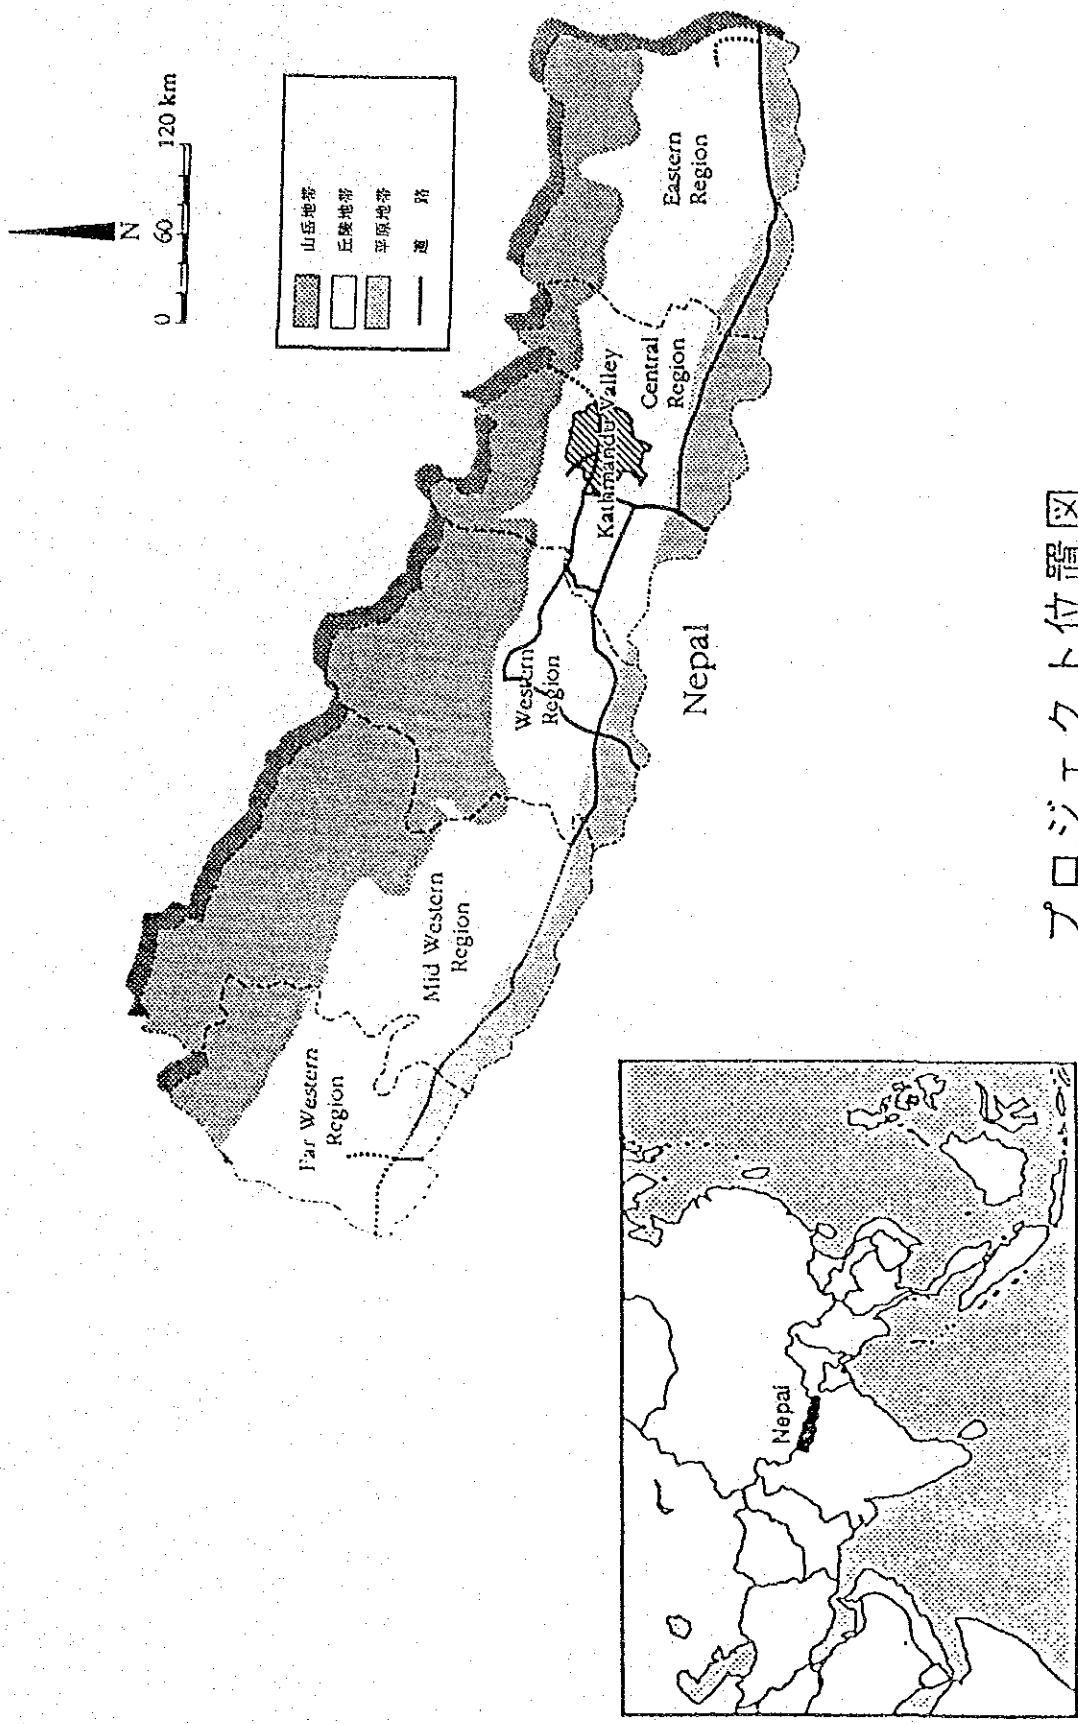 N
0 60 120 km
山岳地帯
丘陵地帯
平原地帯
道 路
Far Western
Region
Mid Western
Region
Western
Region
Kathmandu Valley
Central
Region
Eastern
Region
Nepal
Nepal
プロジェクト位置図